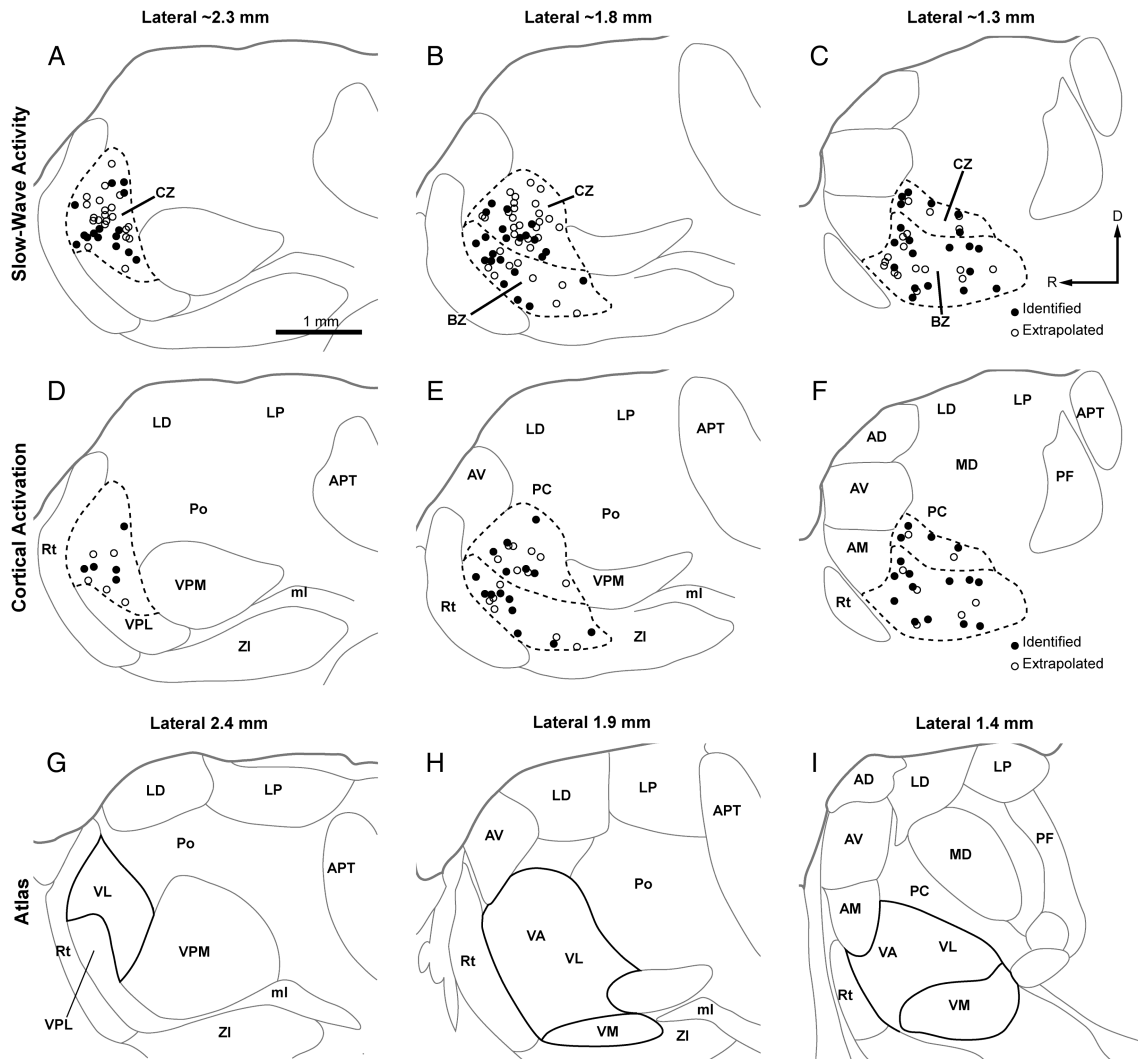 Lateral ~2.3 mm
Lateral ~1.8 mm
Lateral ~1.3 mm
Slow-Wave Activity
A
CZ
1 mm
B
CZ
BZ
C
CZ
BZ
D
R
Identified
Extrapolated
Cortical Activation
D
LD
LP
APT
Po
Rt
VPM
ml
VPL
ZI
E
LD
LP
APT
AV
PC
Po
VPM
ml
Rt
ZI
F
LD
LP
APT
AD
MD
PF
AV
PC
AM
Rt
Identified
Extrapolated
Lateral 2.4 mm
Lateral 1.9 mm
Lateral 1.4 mm
Atlas
G
LD
LP
Po
APT
VL
VPM
Rt
ml
VPL
ZI
H
LD
LP
APT
AV
Po
VA
VL
Rt
ml
VM
ZI
I
AD
LD
LP
AV
MD
PF
PC
AM
VA
VL
Rt
VM